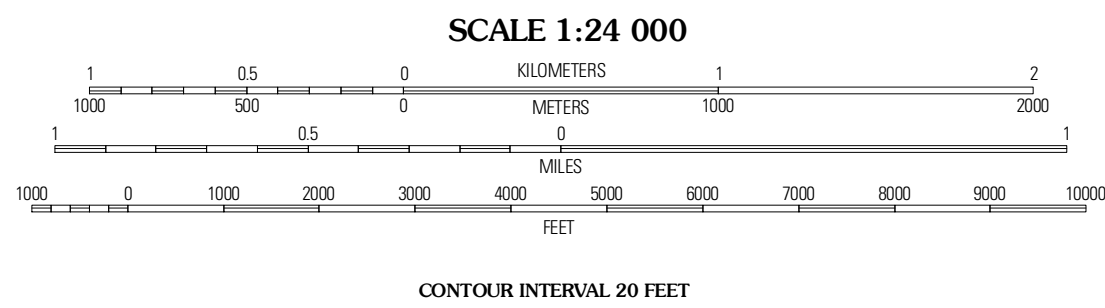 SCALE 1:24 000
1 0.5 0 KILOMETERS 1 2
1000 500 0 METERS 1000 2000
1 0.5 0 1
MILES
1000 0 1000 2000 3000 4000 5000 6000 7000 8000 9000 10000
FEET
CONTOUR INTERVAL 20 FEET